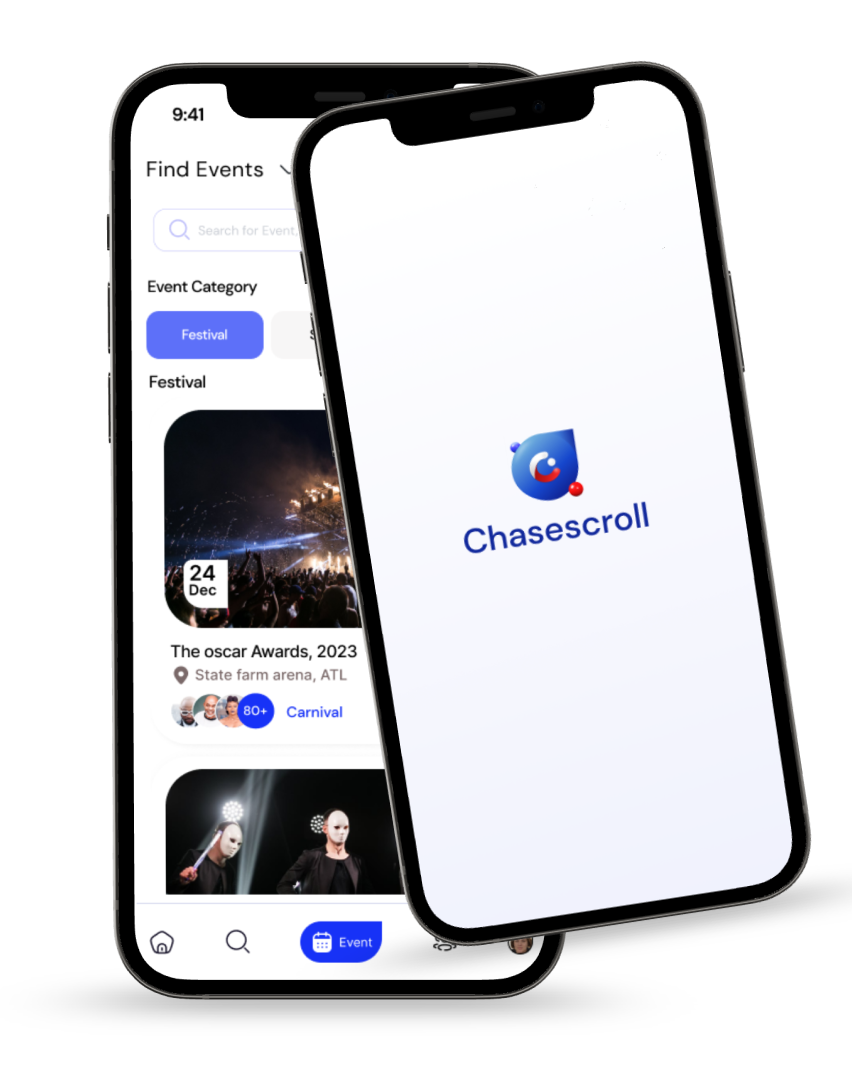 9:41
Find Events
Search for Event
Event Category
Festival
Festival
24
Dec
The oscar Awards, 2023
State farm arena, ATL
80+
Carnival
Event
Chasescroll